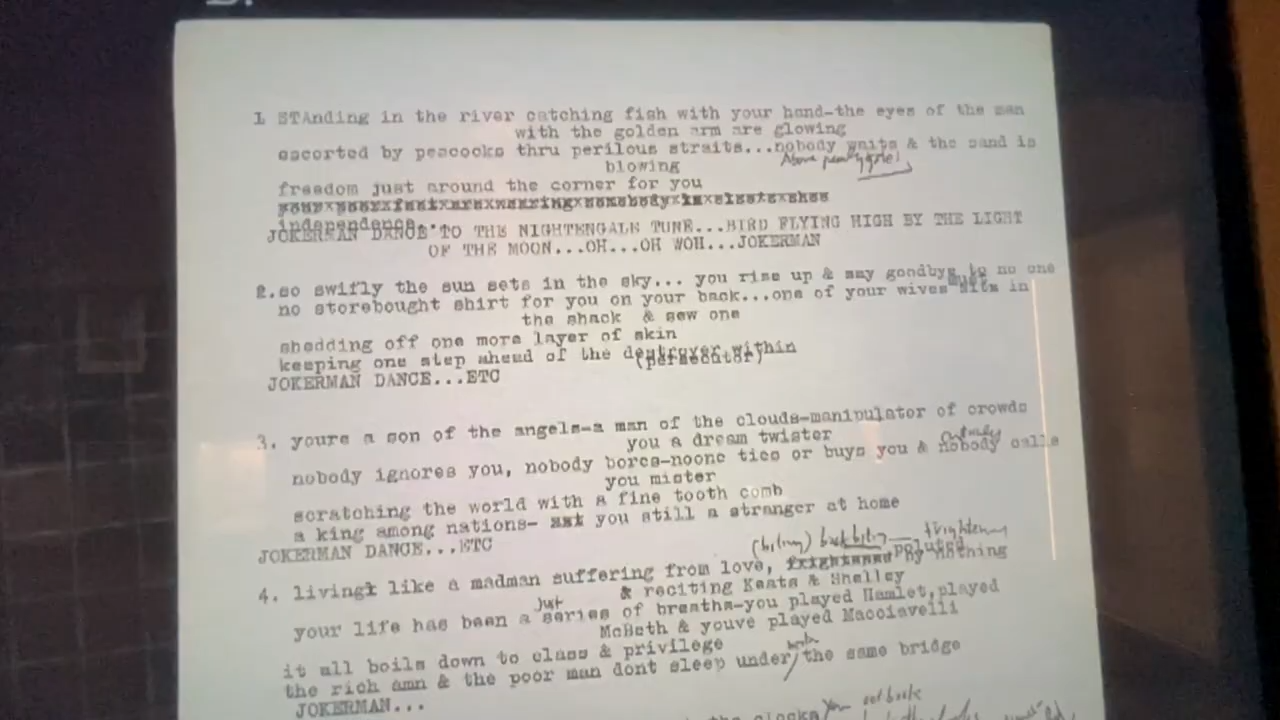 1 STAnding in the river catching fish with your hand-the eyes of the man
with the golden arm are glowing
escorted by peacocks thru perilous straits...nobody waits & the sand is
blowing
freedom just around the corner for you
independence.
JOKERMAN DANCE TO THE NIGHTENGALE TUNE...BIRD FLYING HIGH BY THE LIGHT
OF THE MOON...OH...OH WOH...JOKERMAN
2.so swifly the sun sets in the sky... you rise up & say goodbye to no one
no storebought shirt for you on your back...one of your wives sits in
must
the shack & sew one
shedding off one more layer of skin
keeping one step ahead of the destroyer within
(persecutor)
JOKERMAN DANCE...ETC
3. youre a son of the angels-a man of the clouds-manipulator of crowds
you a dream twister
nobody ignores you, nobody bores-noone ties or buys you & nobody calls
you mister
scratching the world with a fine tooth comb
a king among nations- you still a stranger at home
JOKERMAN DANCE...ETC
(biting) backbiting
4. living like a madman suffering from love, by nothing
& reciting Keats & Shelley
Just
your life has been a series of breaths-you played Hamlet,played
McBeth & youve played Macciavelli
it all boils down to class & privilege
the rich amn & the poor man dont sleep under the same bridge
JOKERMAN...